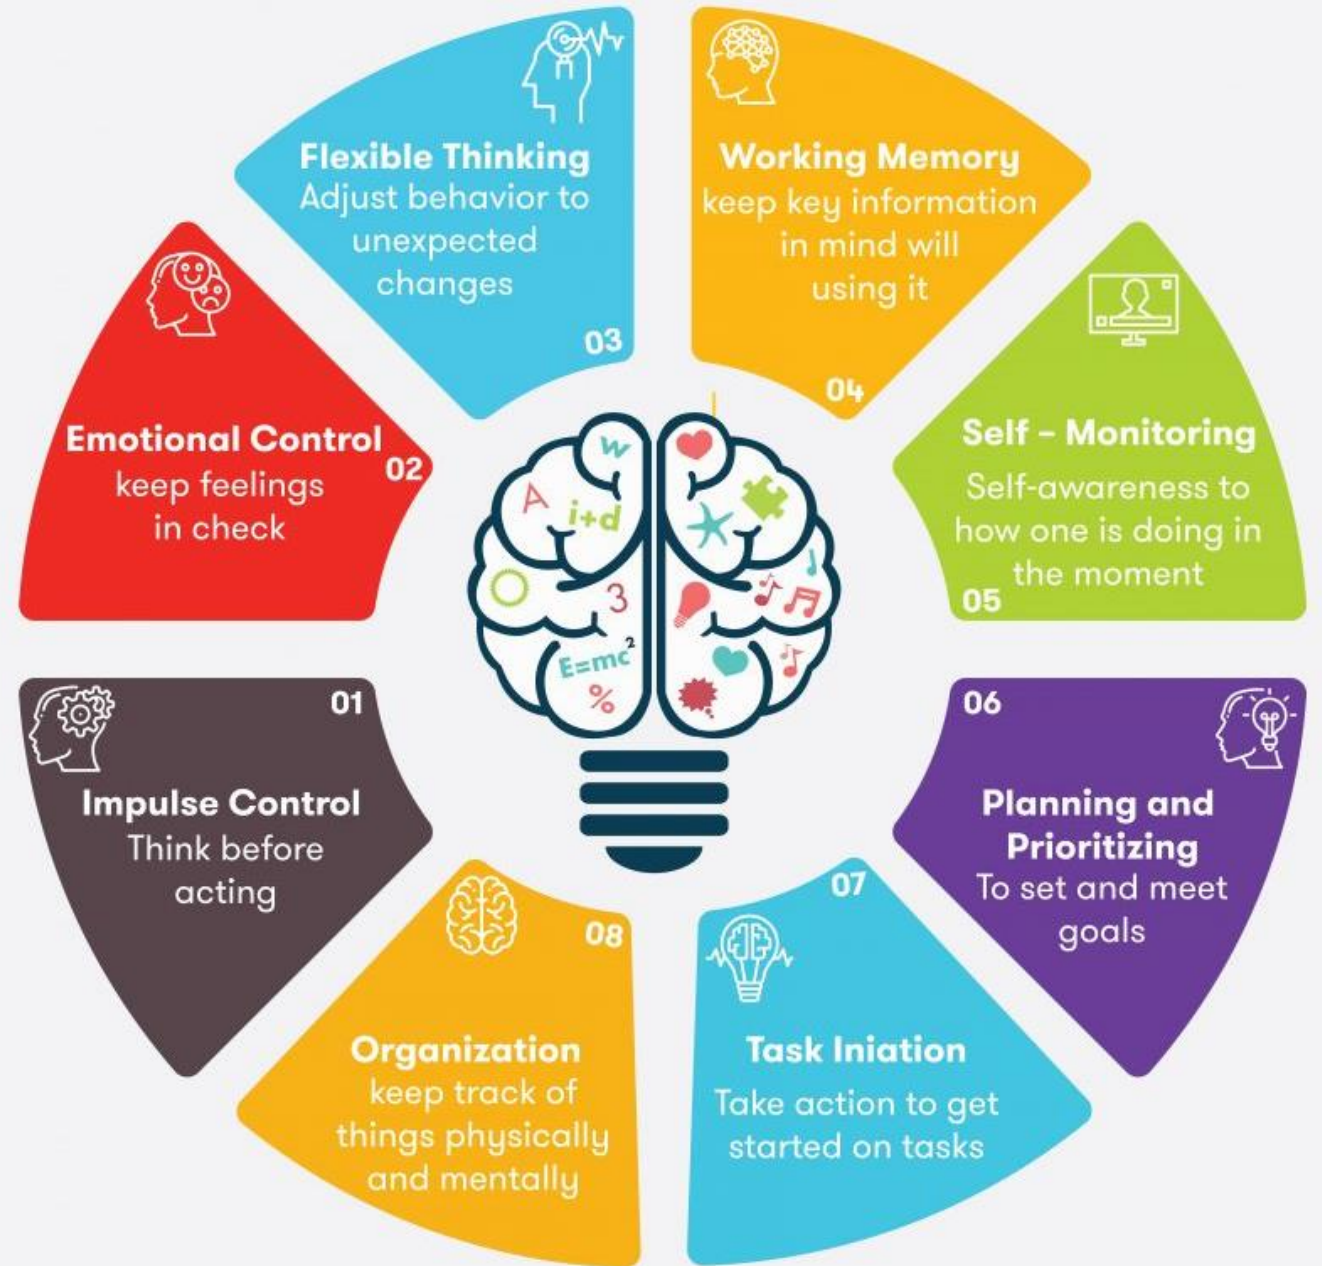 Flexible Thinking
Adjust behavior to
unexpected
changes
03
Working Memory
keep key information
in mind will
using it
04
Emotional Control
keep feelings
in check
02
Self – Monitoring
Self-awareness to
how one is doing in
the moment
05
W
A
i+d
3
E=mc²
%
01
Impulse Control
Think before
acting
06
Planning and
Prioritizing
To set and meet
goals
08
Organization
keep track of
things physically
and mentally
07
Task Iniation
Take action to get
started on tasks